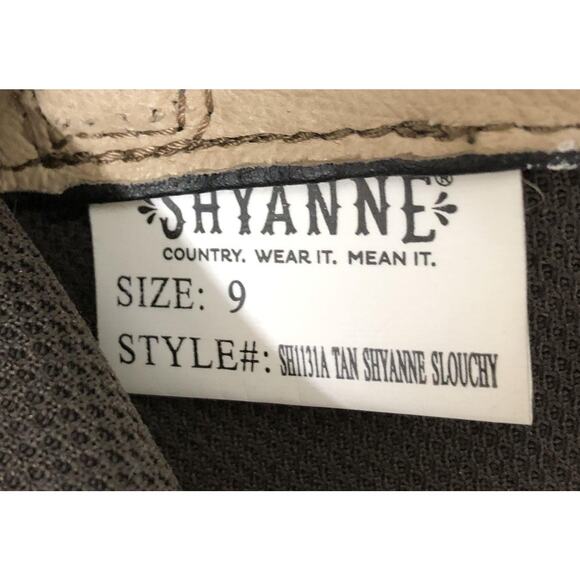 SHYANNE®
COUNTRY. WEAR IT. MEAN IT.
SIZE: 9
STYLE#: SH1131A TAN SHYANNE SLOUCHY